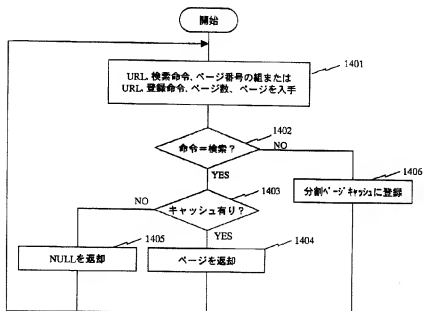 開始
URL、検索命令、ページ番号の組または
URL、登録命令、ページ数、ページを入手
1401
命令＝検索？
1402
NO
YES
1406
分割ページキャッシュに登録
キャッシュ有り？
1403
NO
YES
1405
NULLを返却
1404
ページを返却